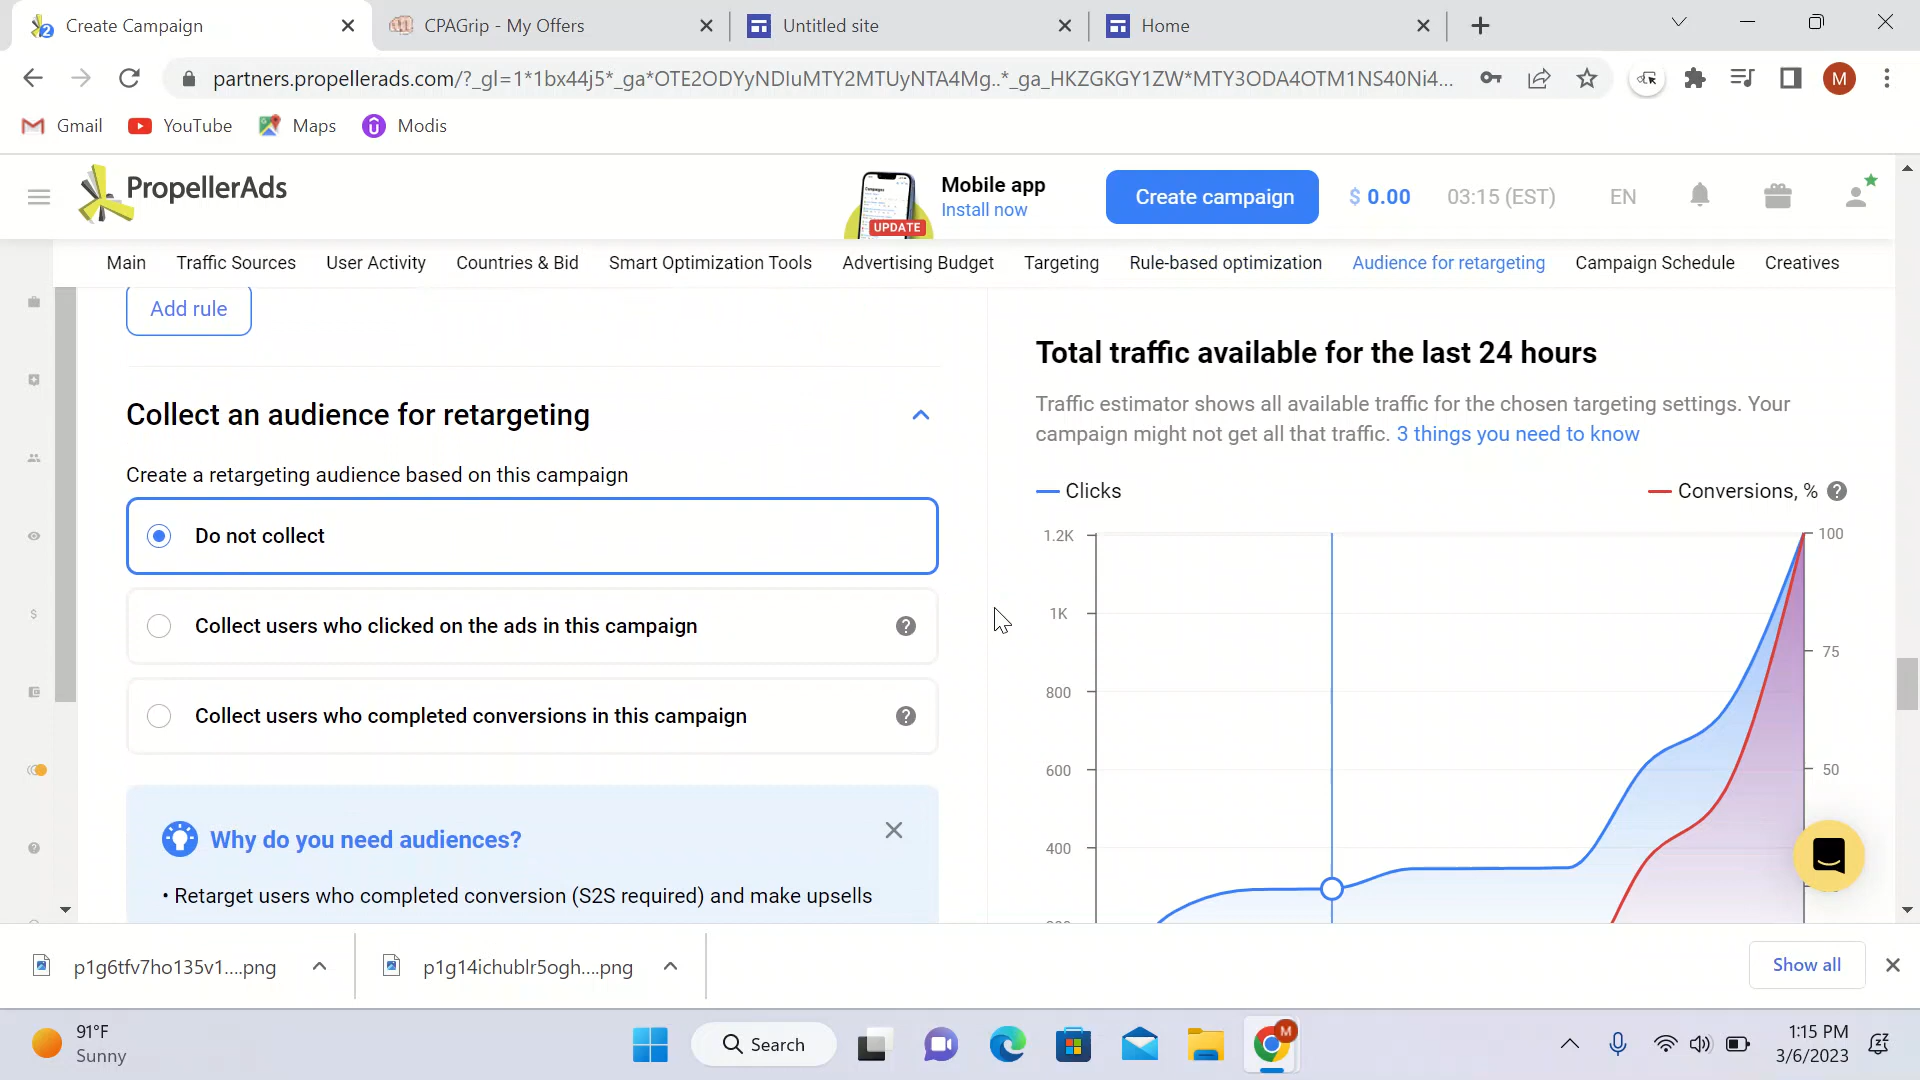 Create Campaign
CPAGrip - My Offers
Untitled site
Home
partners.propellerads.com/?_gl=1*1bx44j5*_ga*OTE2ODYyNDIuMTY2MTUyNTA4Mg..*_ga_HKZGKGY1ZW*MTY3ODA4OTM1NS40Ni4...
M
Gmail
YouTube
Maps
Modis
PropellerAds
UPDATE
Mobile app
Install now
Create campaign
$ 0.00
03:15 (EST)
EN
Main
Traffic Sources
User Activity
Countries & Bid
Smart Optimization Tools
Advertising Budget
Targeting
Rule-based optimization
Audience for retargeting
Campaign Schedule
Creatives
Add rule
Collect an audience for retargeting
Create a retargeting audience based on this campaign
Do not collect
Collect users who clicked on the ads in this campaign
Collect users who completed conversions in this campaign
Why do you need audiences?
• Retarget users who completed conversion (S2S required) and make upsells
Total traffic available for the last 24 hours
Traffic estimator shows all available traffic for the chosen targeting settings. Your
campaign might not get all that traffic. 3 things you need to know
Clicks
Conversions, %
1.2K
1K
800
600
400
100
75
50
p1g6tfv7ho135v1....png
p1g14ichublr5ogh....png
Show all
91°F
Sunny
Search
M
1:15 PM
3/6/2023